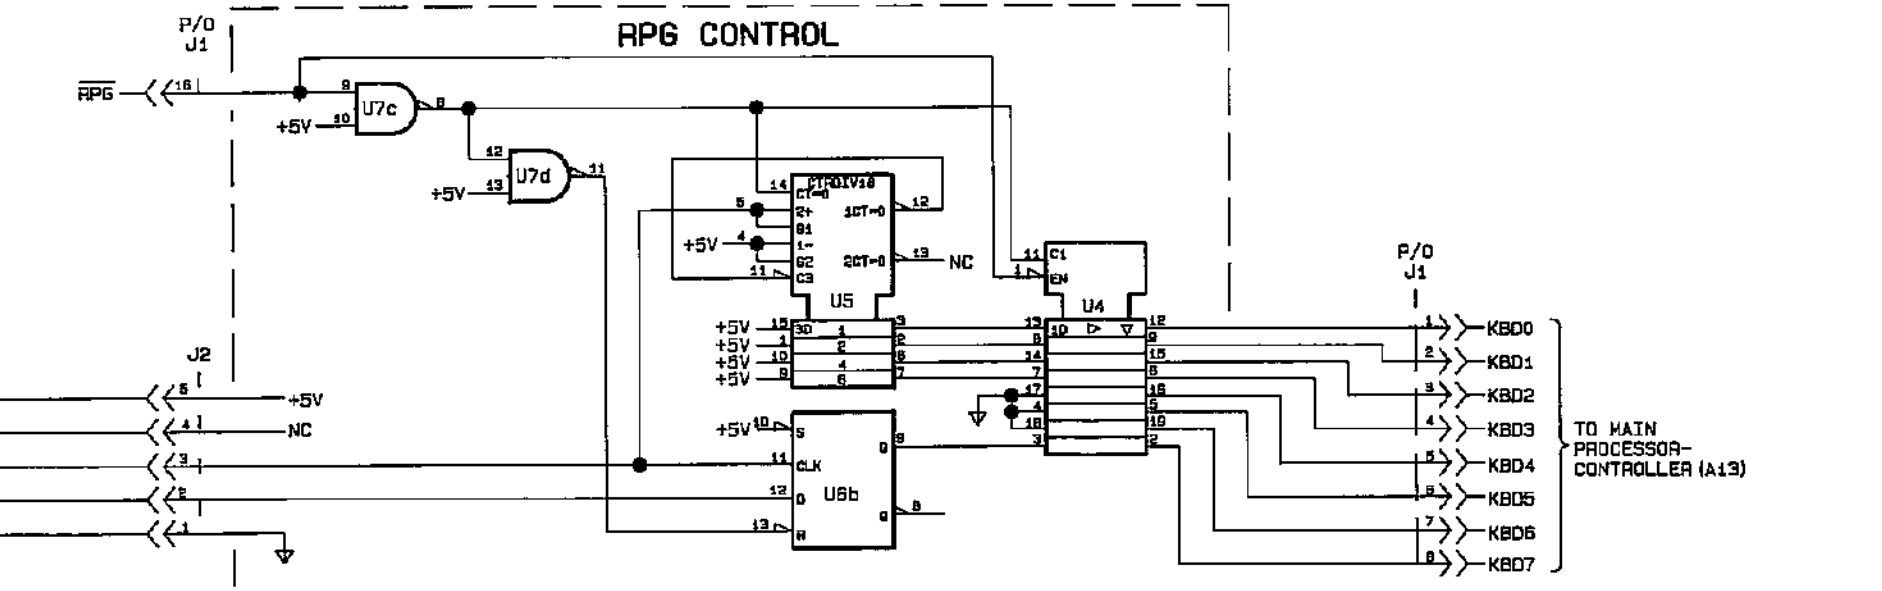 RPG CONTROL
P/O
J1
RPG
16
9
U7c
8
+5V
10
12
U7d
11
+5V
13
CTRDIV16
14
CT=0
5
2+
G1
1CT=0
12
+5V
4
1-
G2
2CT=0
13
NC
11
C3
U5
11
C1
1
EN
U4
P/O
J1
+5V
15
3D
1
3
13
1D
12
1
KBD0
+5V
1
2
2
8
9
2
KBD1
+5V
10
4
6
14
15
3
KBD2
+5V
9
8
7
7
6
4
KBD3
17
16
5
KBD4
4
5
6
KBD5
18
19
7
KBD6
3
2
8
KBD7
TO MAIN
PROCESSOR-
CONTROLLER (A13)
J2
5
+5V
4
NC
3
2
1
+5V
10
S
Q
9
11
CLK
U6b
12
D
Q
8
13
R